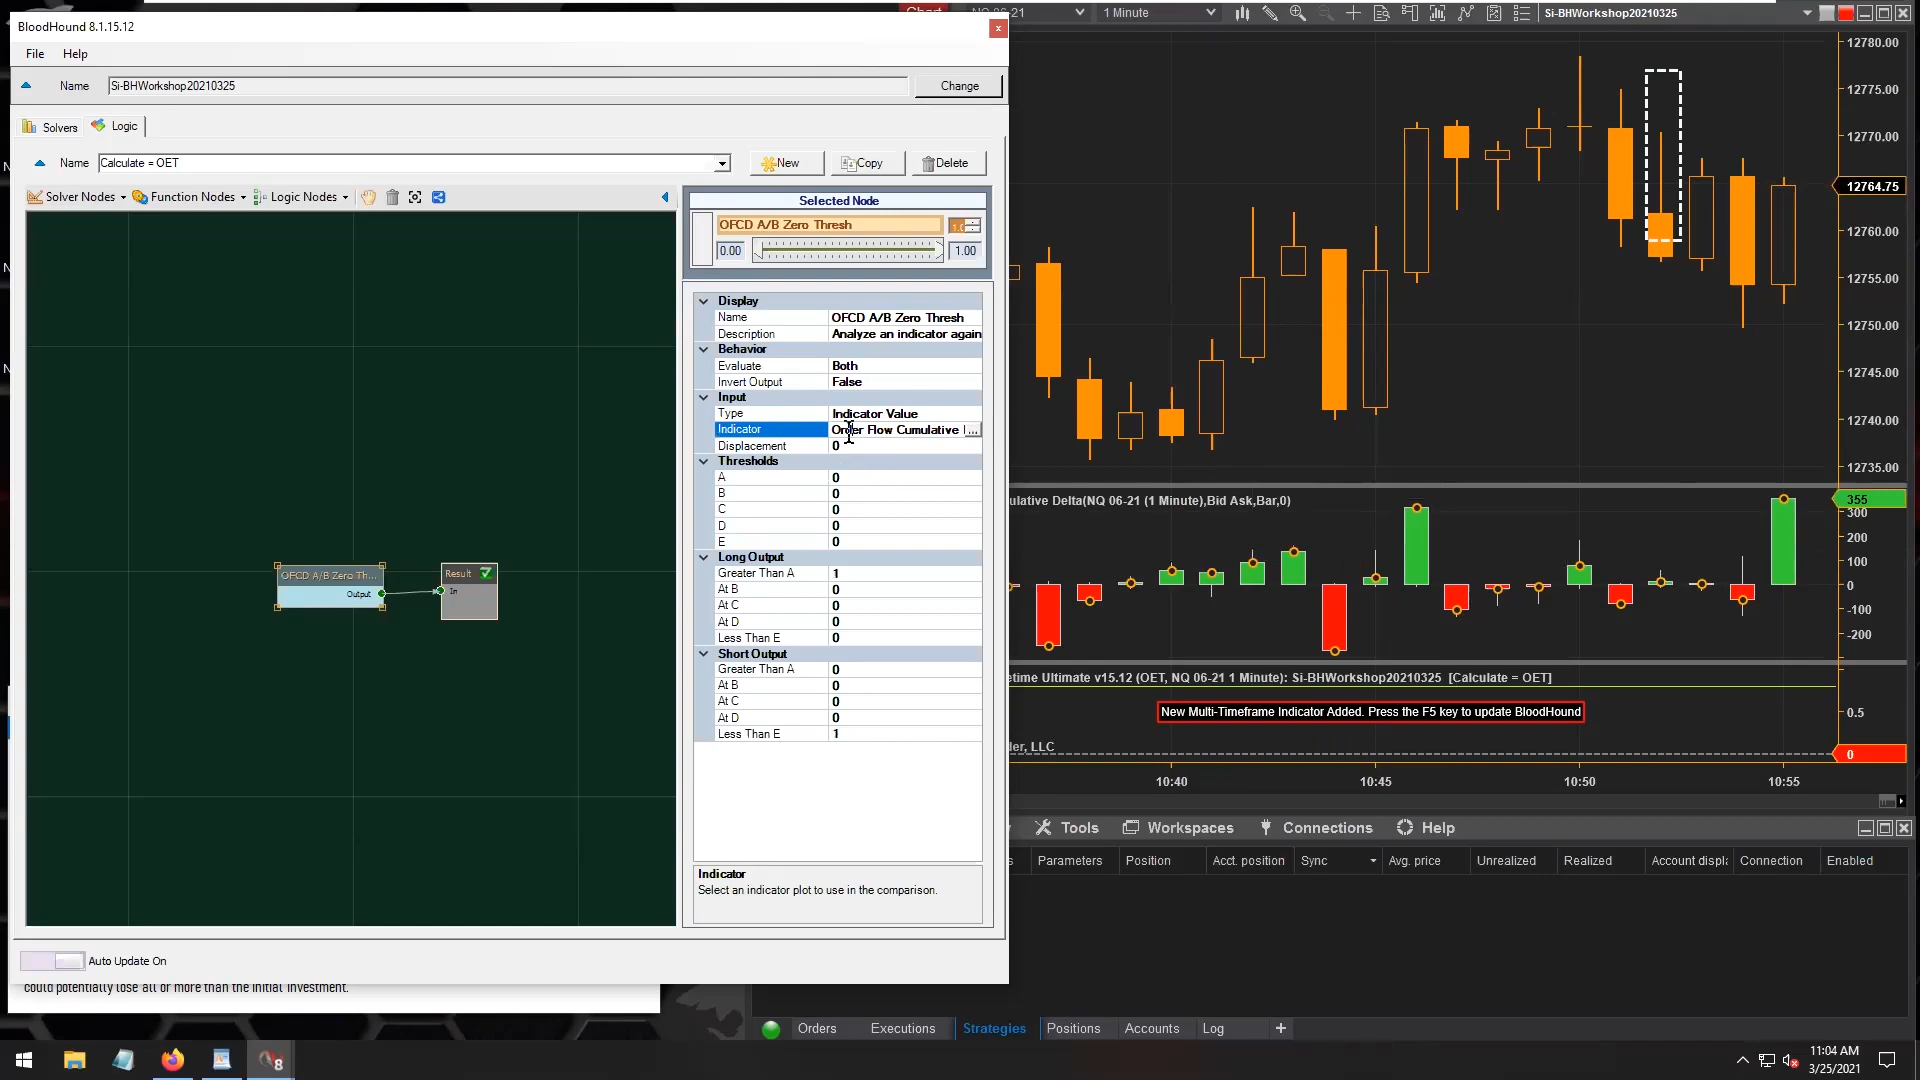 BloodHound 8.1.15.12
File Help
Name Si-BHWorkshop20210325 Change
Solvers Logic
Name Calculate = OET New Copy Delete
Solver Nodes Function Nodes Logic Nodes
Selected Node
OFCD A/B Zero Thresh
0.00 1.00
Display
Name OFCD A/B Zero Thresh
Description Analyze an indicator again
Behavior
Evaluate Both
Invert Output False
Input
Type Indicator Value
Indicator Order Flow Cumulative ...
Displacement 0
Thresholds
A 0
B 0
C 0
D 0
E 0
Long Output
Greater Than A 1
At B 0
At C 0
At D 0
Less Than E 0
Short Output
Greater Than A 0
At B 0
At C 0
At D 0
Less Than E 1
Indicator
Select an indicator plot to use in the comparison.
OFCD A/B Zero Th...
Output
Result
In
Auto Update On
could potentially lose all or more than the initial investment.
1 Minute Si-BHWorkshop20210325
12780.00
12775.00
12770.00
12764.75
12760.00
12755.00
12750.00
12745.00
12740.00
12735.00
ulative Delta(NQ 06-21 (1 Minute),Bid Ask,Bar,0)
355
300
200
100
0
-100
-200
etime Ultimate v15.12 (OET, NQ 06-21 1 Minute): Si-BHWorkshop20210325 [Calculate = OET]
New Multi-Timeframe Indicator Added. Press the F5 key to update BloodHound
0.5
der, LLC
0
10:40 10:45 10:50 10:55
Tools Workspaces Connections Help
s Parameters Position Acct. position Sync Avg. price Unrealized Realized Account displ Connection Enabled
Orders Executions Strategies Positions Accounts Log +
8
11:04 AM
3/25/2021